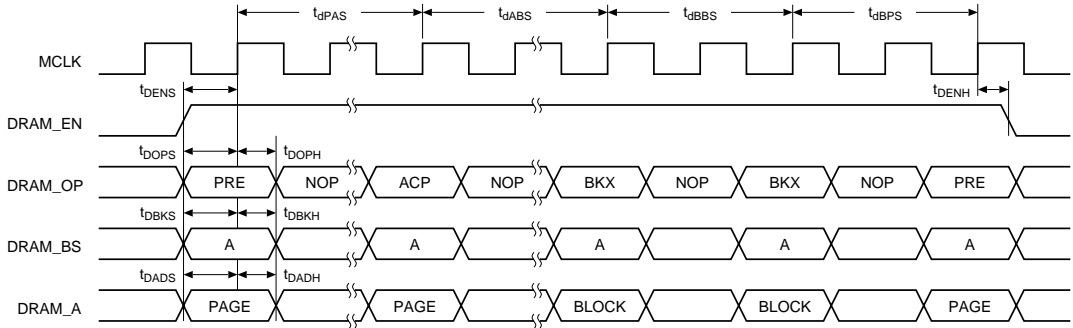 tdPAS tdABS tdBBS tdBPS
MCLK
tDENS tDENH
DRAM_EN
tDOPS tDOPH
DRAM_OP PRE NOP ACP NOP BKX NOP BKX NOP PRE
tDBKS tDBKH
DRAM_BS A A A A A
tDADS tDADH
DRAM_A PAGE PAGE BLOCK BLOCK PAGE